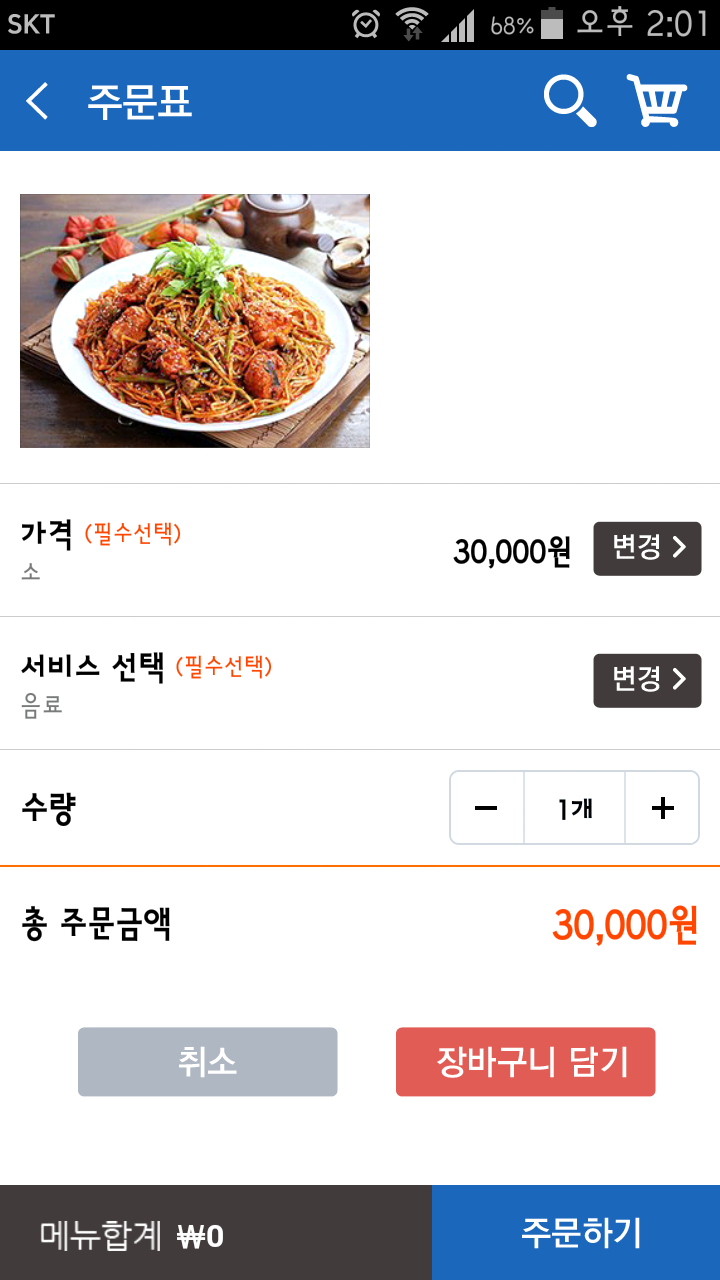 SKT 68% 오후 2:01
주문표
가격 (필수선택)
소
30,000원
변경
서비스 선택 (필수선택)
음료
변경
수량
1개
총 주문금액
30,000원
취소
장바구니 담기
메뉴합계 ₩0
주문하기